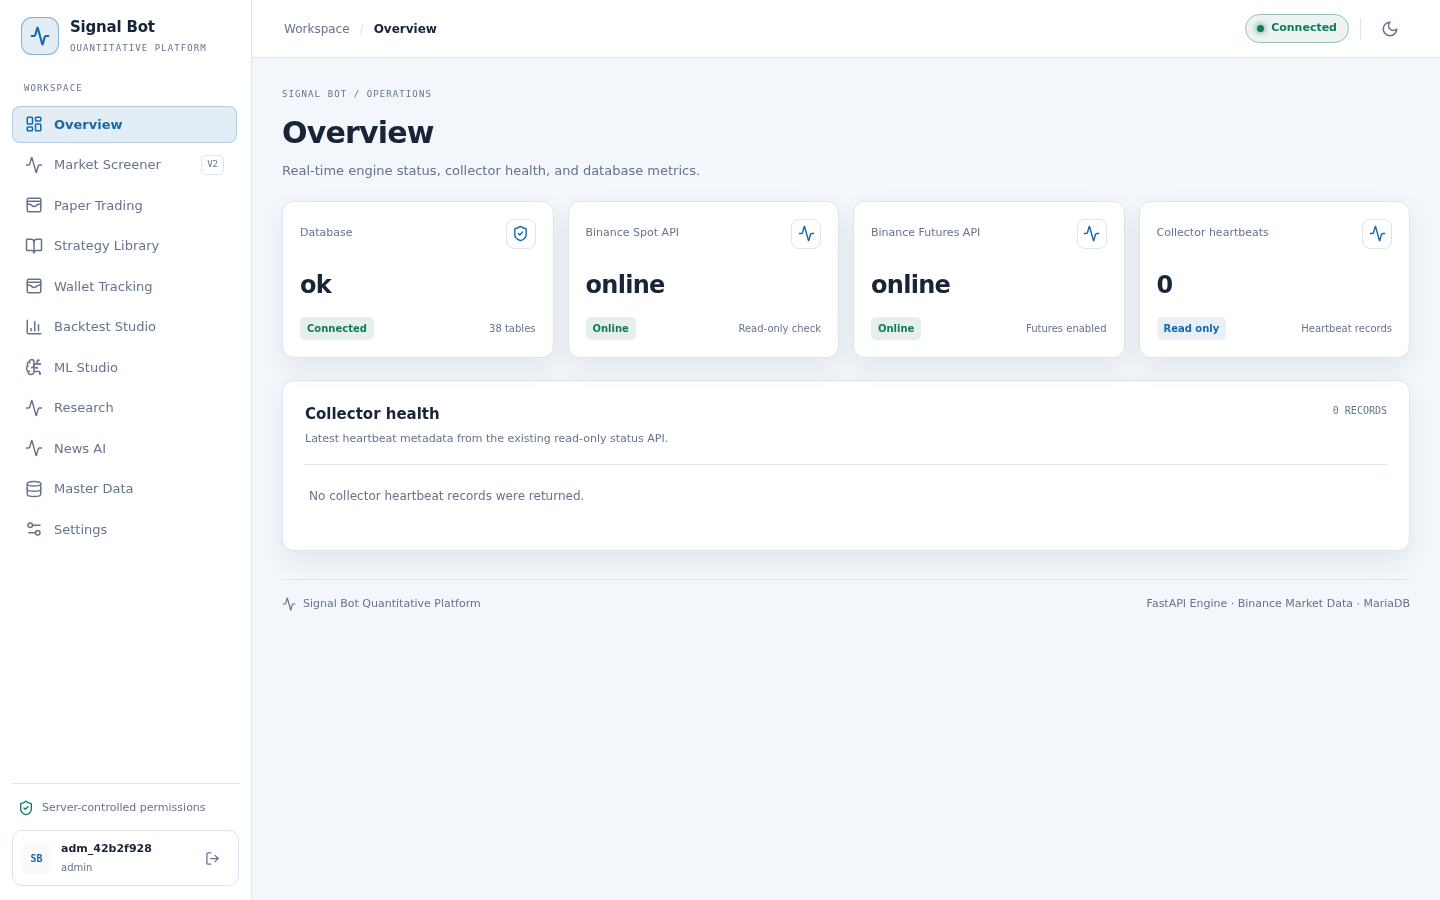 Signal Bot
QUANTITATIVE PLATFORM
WORKSPACE
Overview
Market Screener V2
Paper Trading
Strategy Library
Wallet Tracking
Backtest Studio
ML Studio
Research
News AI
Master Data
Settings
Server-controlled permissions
SB
adm_42b2f928
admin
Workspace / Overview
Connected
SIGNAL BOT / OPERATIONS
Overview
Real-time engine status, collector health, and database metrics.
Database
ok
Connected 38 tables
Binance Spot API
online
Online Read-only check
Binance Futures API
online
Online Futures enabled
Collector heartbeats
0
Read only Heartbeat records
Collector health
0 RECORDS
Latest heartbeat metadata from the existing read-only status API.
No collector heartbeat records were returned.
Signal Bot Quantitative Platform
FastAPI Engine · Binance Market Data · MariaDB